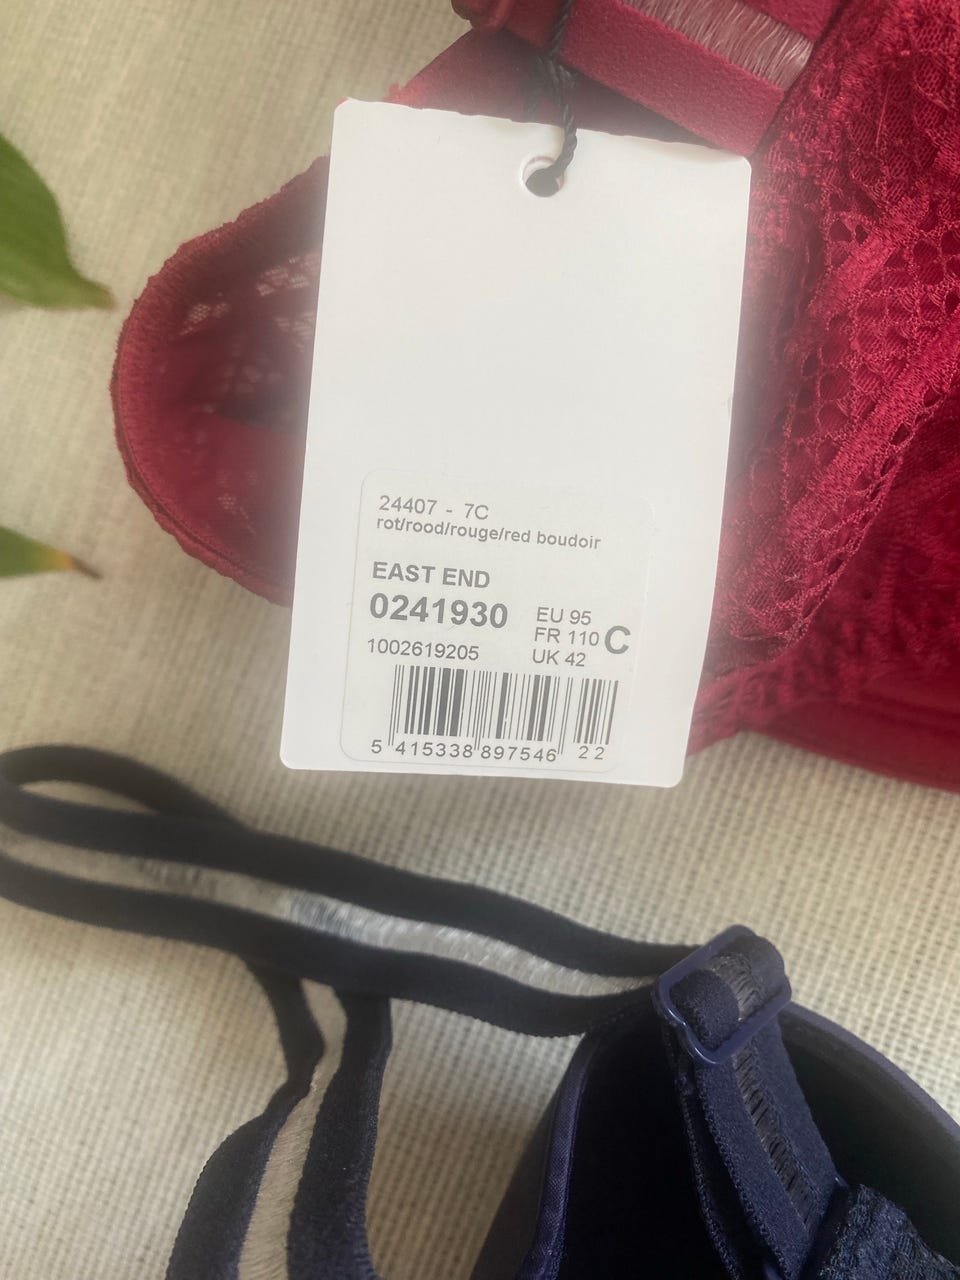 24407 - 7C
rot/rood/rouge/red boudoir
EAST END
0241930
EU 95
FR 110 C
UK 42
1002619205
5 415338 897546 22